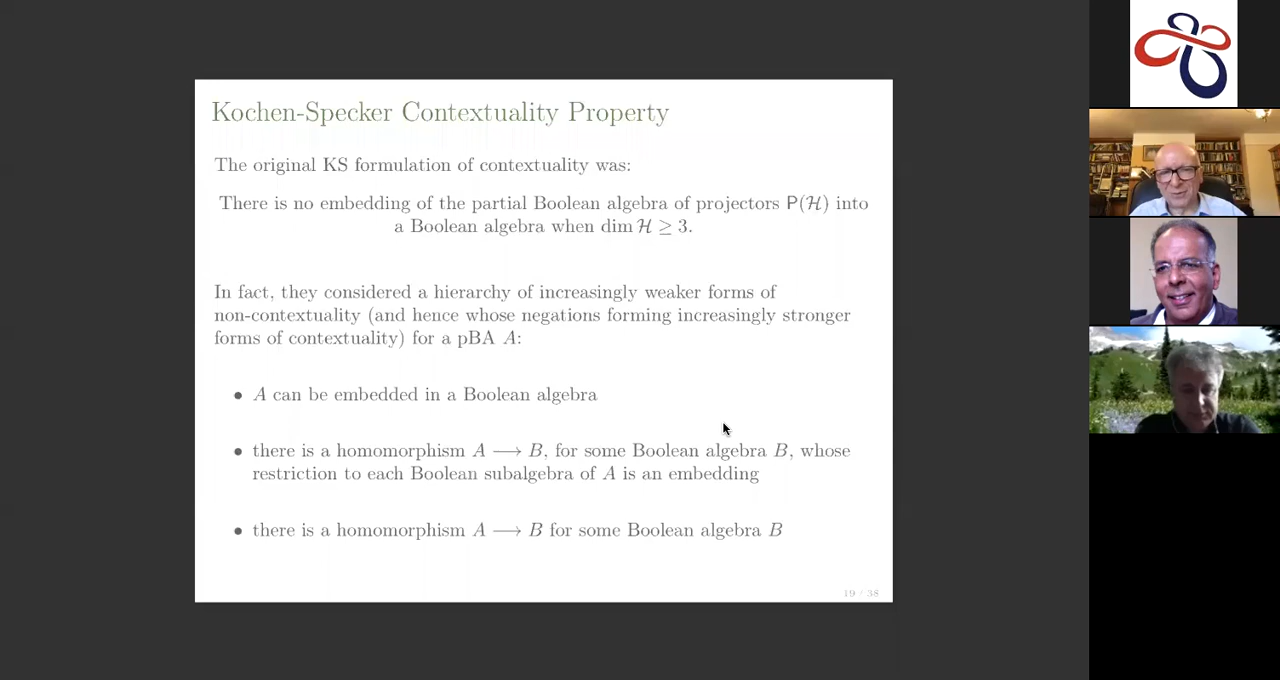 Kochen-Specker Contextuality Property
The original KS formulation of contextuality was:
There is no embedding of the partial Boolean algebra of projectors P(ℋ) into
a Boolean algebra when dim ℋ ≥ 3.
In fact, they considered a hierarchy of increasingly weaker forms of
non-contextuality (and hence whose negations forming increasingly stronger
forms of contextuality) for a pBA A:
• A can be embedded in a Boolean algebra
• there is a homomorphism A ⟶ B, for some Boolean algebra B, whose
restriction to each Boolean subalgebra of A is an embedding
• there is a homomorphism A ⟶ B for some Boolean algebra B
19 / 38